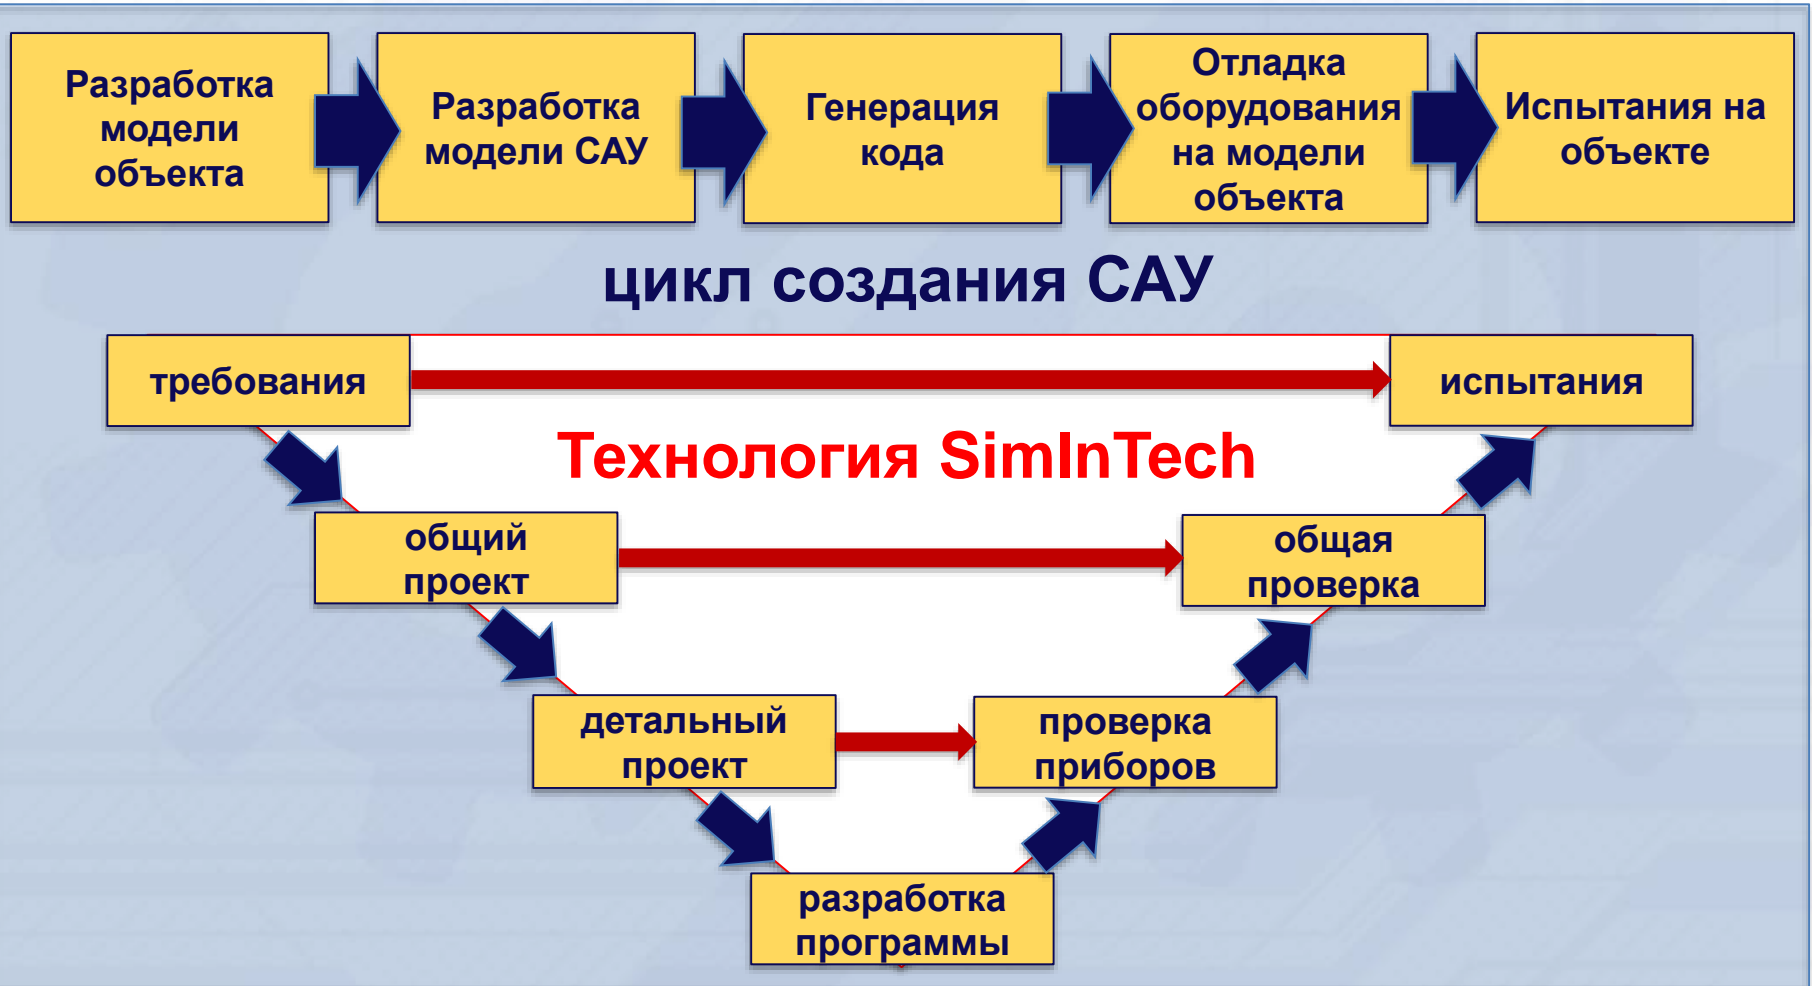 Разработка
модели
объекта
Разработка
модели САУ
Генерация
кода
Отладка
оборудования
на модели
объекта
Испытания на
объекте
цикл создания САУ
требования
испытания
Технология SimInTech
общий
проект
общая
проверка
детальный
проект
проверка
приборов
разработка
программы